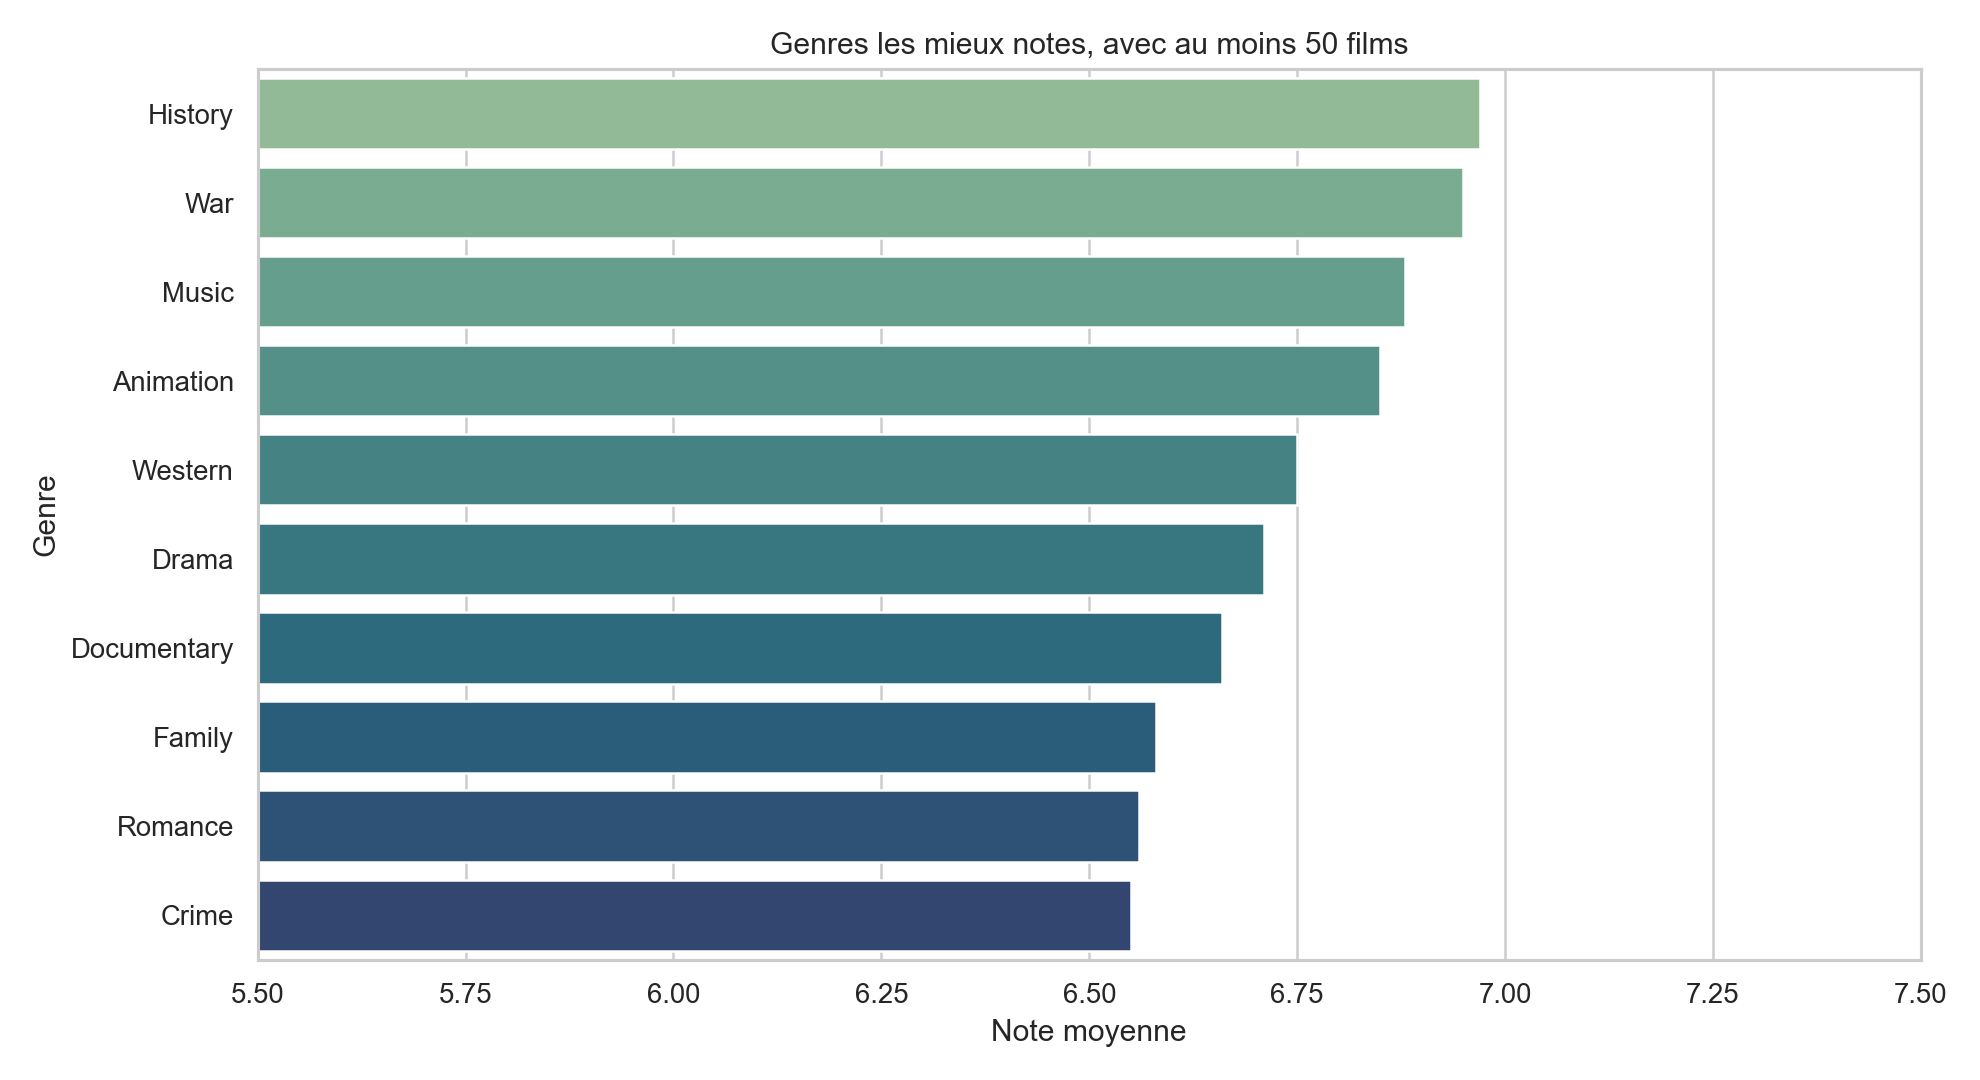 Genres les mieux notes, avec au moins 50 films
Genre
History
War
Music
Animation
Western
Drama
Documentary
Family
Romance
Crime
5.50 5.75 6.00 6.25 6.50 6.75 7.00 7.25 7.50
Note moyenne